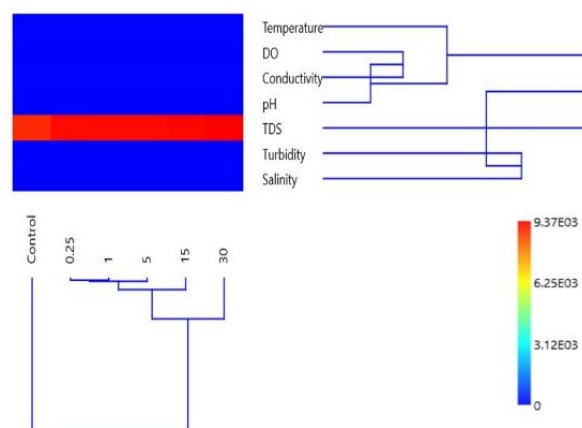 Temperature
DO
Conductivity
pH
TDS
Turbidity
Salinity
Control
0.25
1
5
15
30
9.37E03
6.25E03
3.12E03
0